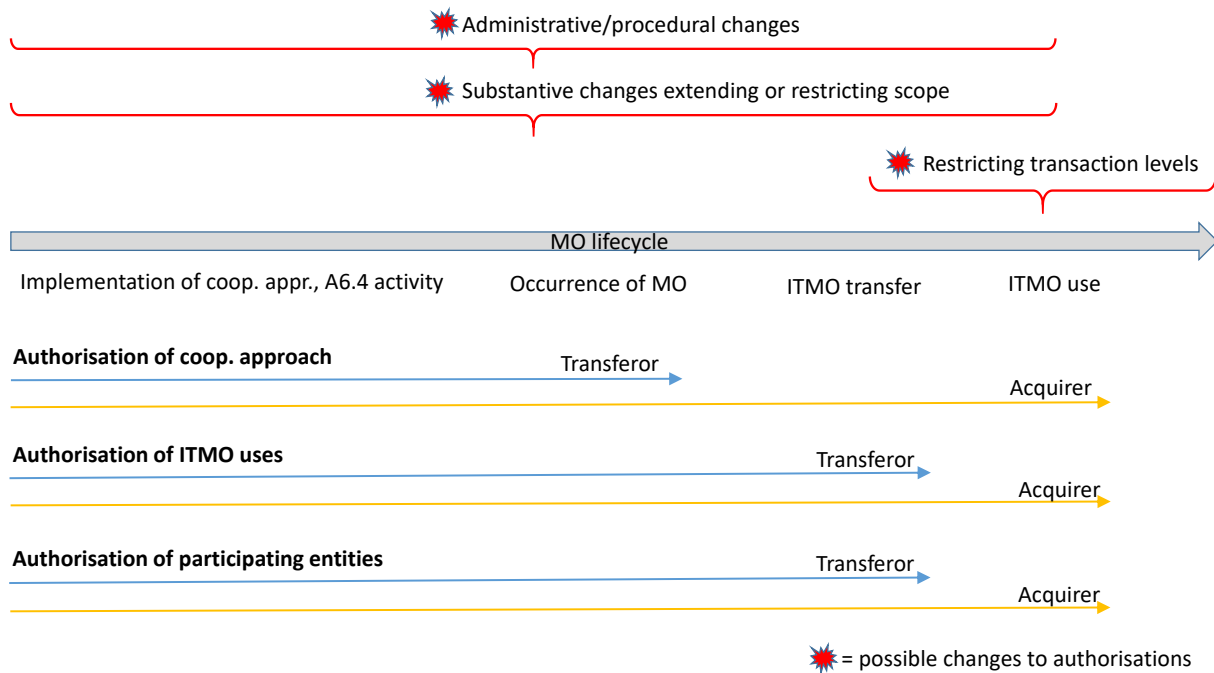 Administrative/procedural changes
Substantive changes extending or restricting scope
Restricting transaction levels
MO lifecycle
Implementation of coop. appr., A6.4 activity
Occurrence of MO
ITMO transfer
ITMO use
Authorisation of coop. approach
Transferor
Acquirer
Authorisation of ITMO uses
Transferor
Acquirer
Authorisation of participating entities
Transferor
Acquirer
= possible changes to authorisations